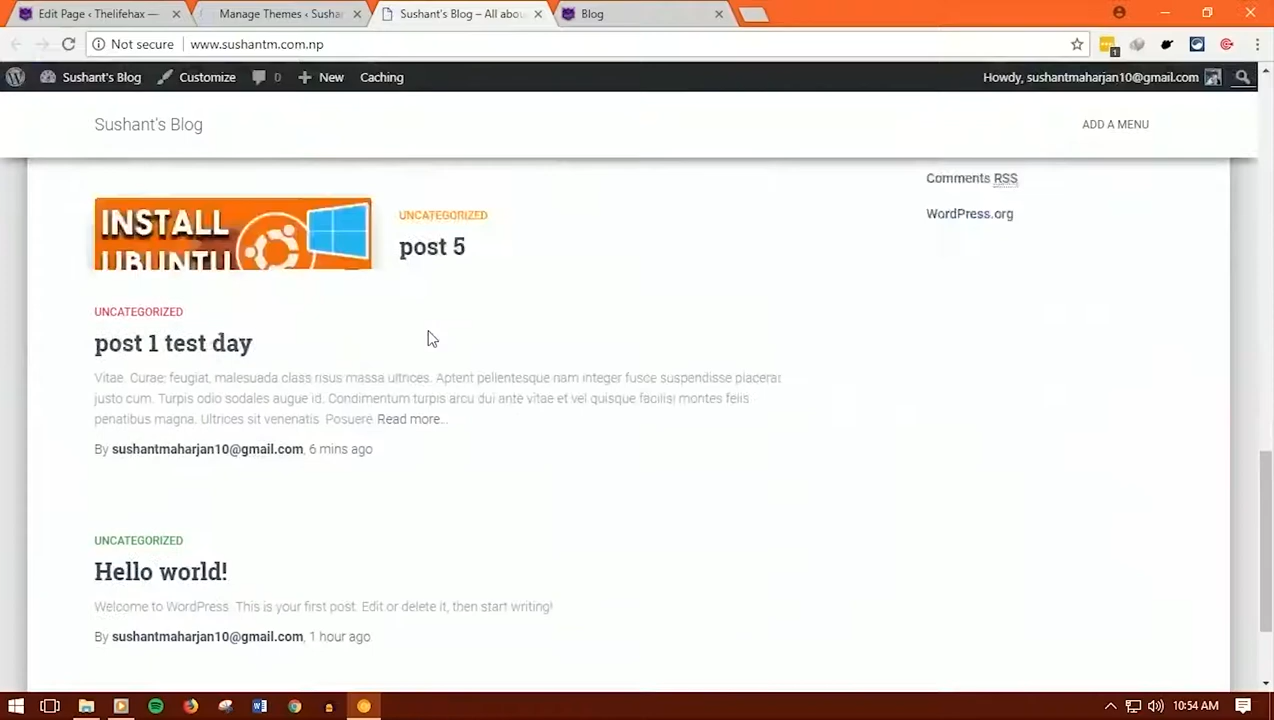 Edit Page ‹ Thelifehax —
Manage Themes ‹ Susha
Sushant's Blog – All abou
Blog
Not secure
www.sushantm.com.np
1
Sushant's Blog
Customize
0
New
Caching
Howdy, sushantmaharjan10@gmail.com
Sushant's Blog
ADD A MENU
Comments RSS
WordPress.org
INSTALL
UBUNTU
UNCATEGORIZED
post 5
UNCATEGORIZED
post 1 test day
Vitae. Curae; feugiat, malesuada class risus massa ultrices. Aptent pellentesque nam integer fusce suspendisse placerat
justo cum. Turpis odio sodales augue id. Condimentum turpis arcu dui ante vitae et vel quisque facilisi montes felis
penatibus magna. Ultrices sit venenatis. Posuere Read more…
By sushantmaharjan10@gmail.com, 6 mins ago
UNCATEGORIZED
Hello world!
Welcome to WordPress. This is your first post. Edit or delete it, then start writing!
By sushantmaharjan10@gmail.com, 1 hour ago
10:54 AM